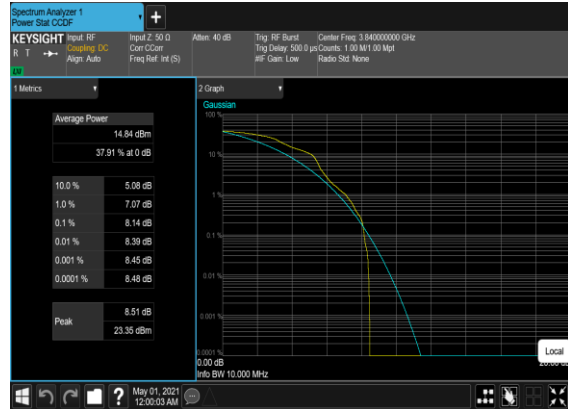 Spectrum Analyzer 1
Power Stat CCDF
KEYSIGHT
R T
Input: RF
Coupling: DC
Align: Auto
Input Z: 50 Ω
Corr CCorr
Freq Ref: Int (S)
Atten: 40 dB
Trig: RF Burst
Trig Delay: 500.0 µs
#IF Gain: Low
Center Freq: 3.840000000 GHz
Counts: 1.00 M/1.00 Mpt
Radio Std: None
1 Metrics
Average Power
14.84 dBm
37.91 % at 0 dB
10.0 % 5.08 dB
1.0 % 7.07 dB
0.1 % 8.14 dB
0.01 % 8.39 dB
0.001 % 8.45 dB
0.0001 % 8.48 dB
Peak
8.51 dB
23.35 dBm
2 Graph
Gaussian
100 %
10 %
1 %
0.1 %
0.01 %
0.001 %
0.0001 %
0.00 dB
Info BW 10.000 MHz
Local
?
May 01, 2021
12:00:03 AM